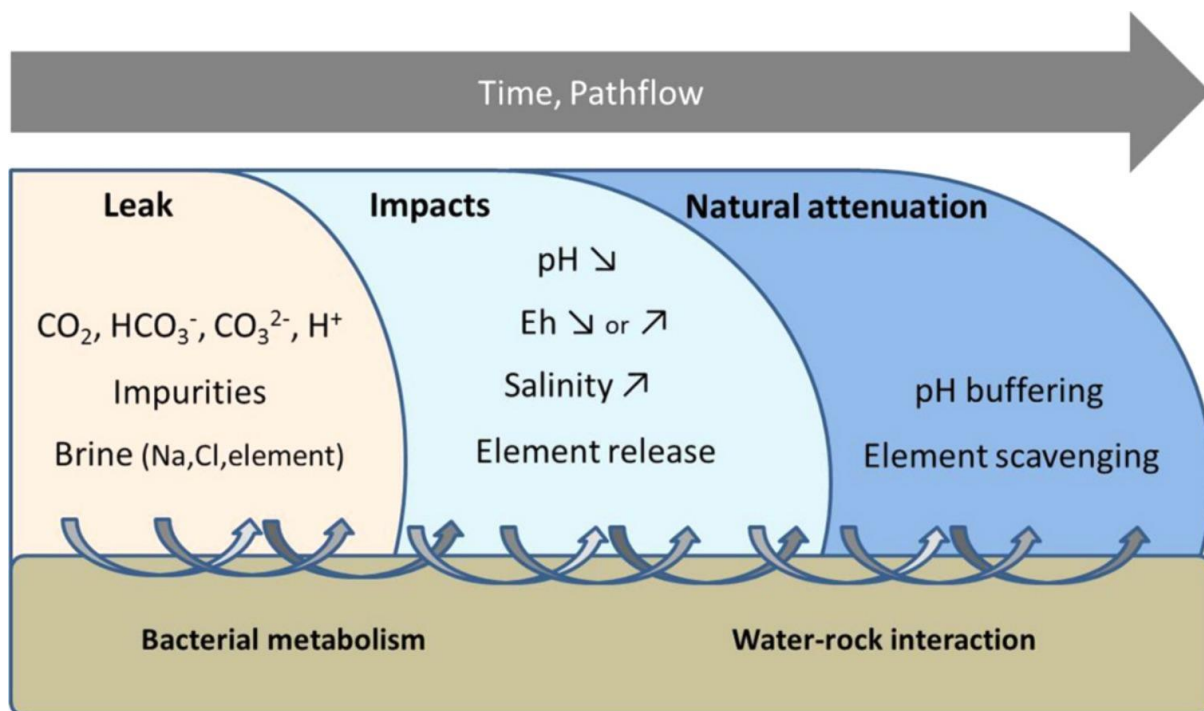 Time, Pathflow
Leak
CO₂, HCO₃⁻, CO₃²⁻, H⁺
Impurities
Brine (Na,Cl,element)
Impacts
pH ↘
Eh ↘ or ↗
Salinity ↗
Element release
Natural attenuation
pH buffering
Element scavenging
Bacterial metabolism
Water-rock interaction